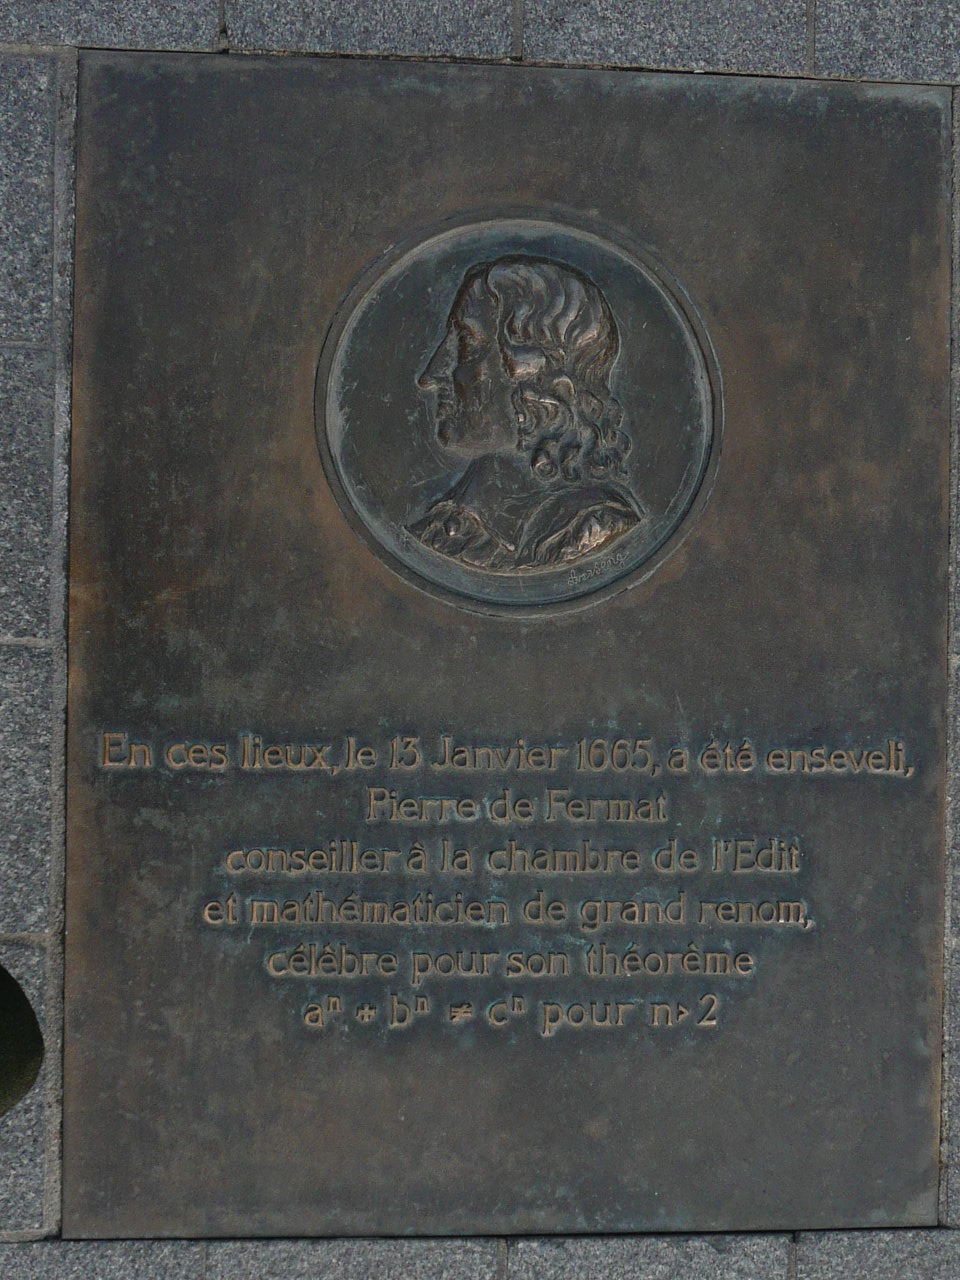 En ces lieux, le 13 Janvier 1665, a été enseveli,
Pierre de Fermat
conseiller à la chambre de l'Edit
et mathématicien de grand renom,
célèbre pour son théorème
aⁿ + bⁿ ≠ cⁿ pour n>2